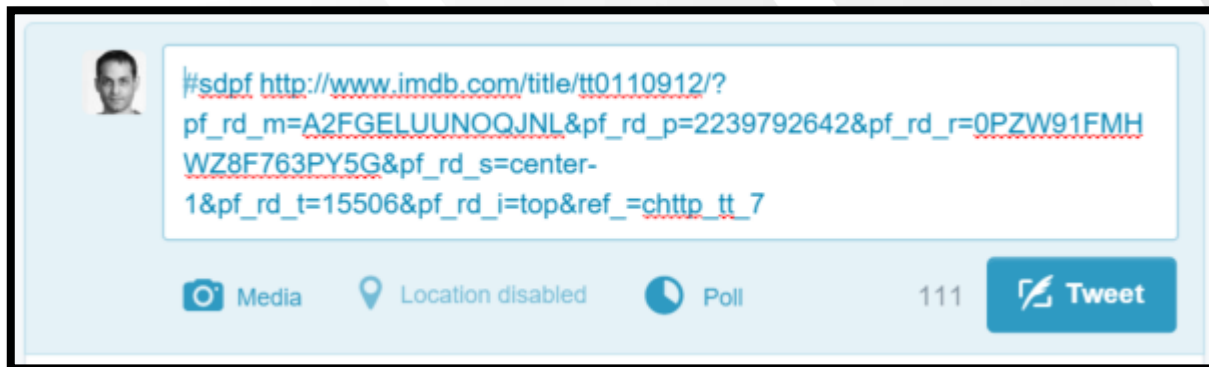 #sdpf http://www.imdb.com/title/tt0110912/?
pf_rd_m=A2FGELUUNOQJNL&pf_rd_p=2239792642&pf_rd_r=0PZW91FMH
WZ8F763PY5G&pf_rd_s=center-
1&pf_rd_t=15506&pf_rd_i=top&ref_=chttp_tt_7
Media Location disabled Poll 111 Tweet